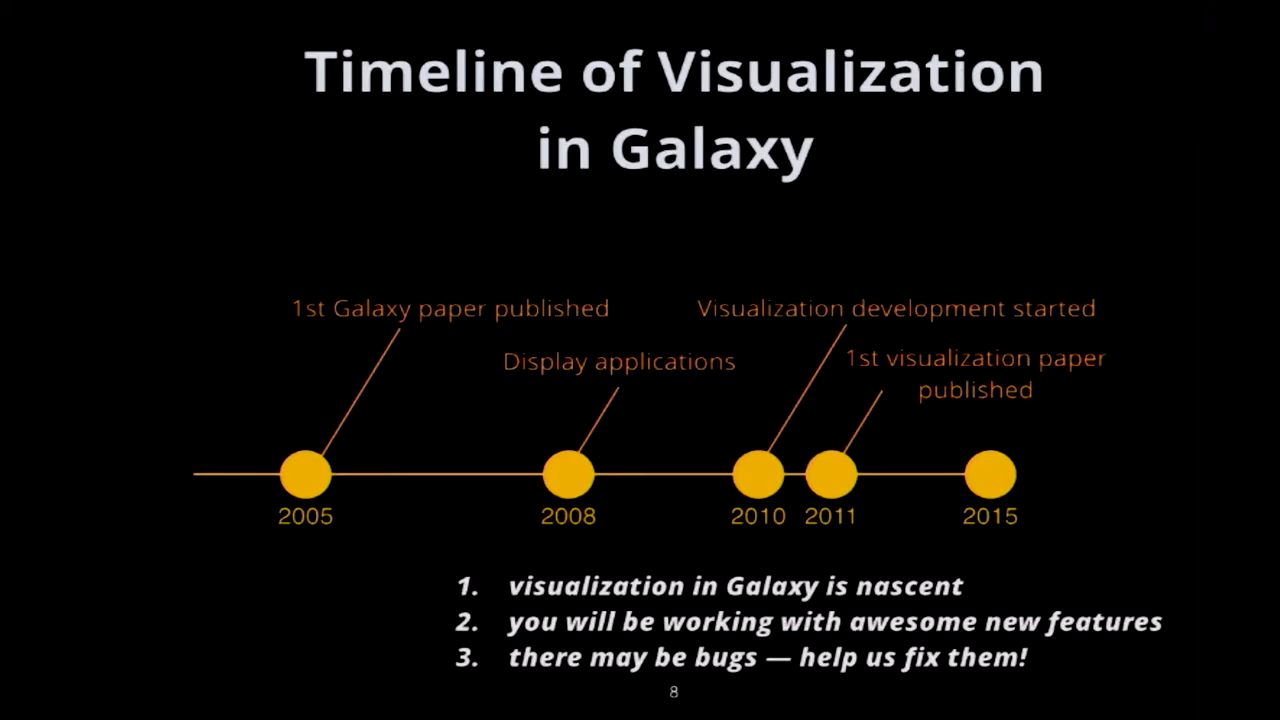 Timeline of Visualization
in Galaxy
1st Galaxy paper published
Visualization development started
Display applications
1st visualization paper
published
2005
2008
2010
2011
2015
1. visualization in Galaxy is nascent
2. you will be working with awesome new features
3. there may be bugs — help us fix them!
8